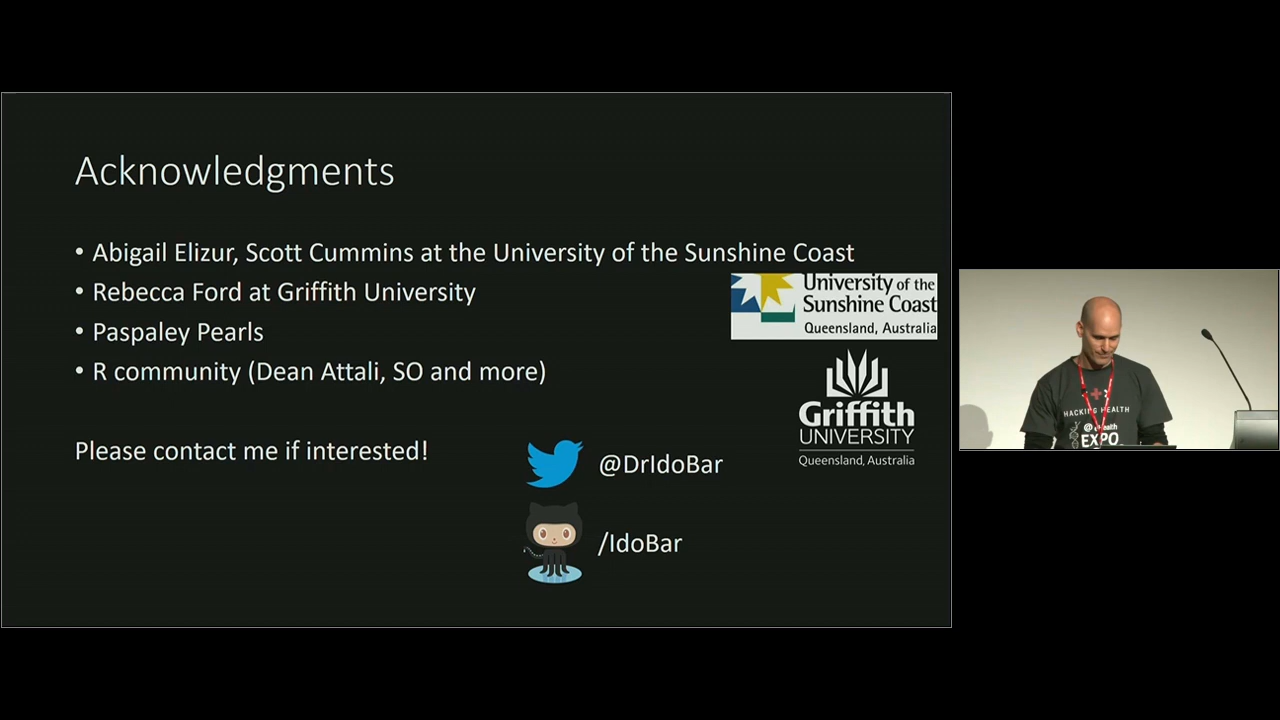 Acknowledgments
• Abigail Elizur, Scott Cummins at the University of the Sunshine Coast
• Rebecca Ford at Griffith University
• Paspaley Pearls
• R community (Dean Attali, SO and more)
Please contact me if interested!
@DrIdoBar
/IdoBar
University of the
Sunshine Coast
Queensland, Australia
Griffith
UNIVERSITY
Queensland, Australia
HACKING HEALTH
EXPO